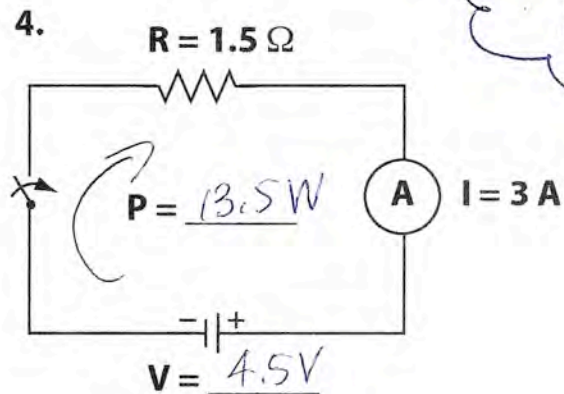 4.
R = 1.5 Ω
P = 13.5W
A I = 3 A
− +
V = 4.5V